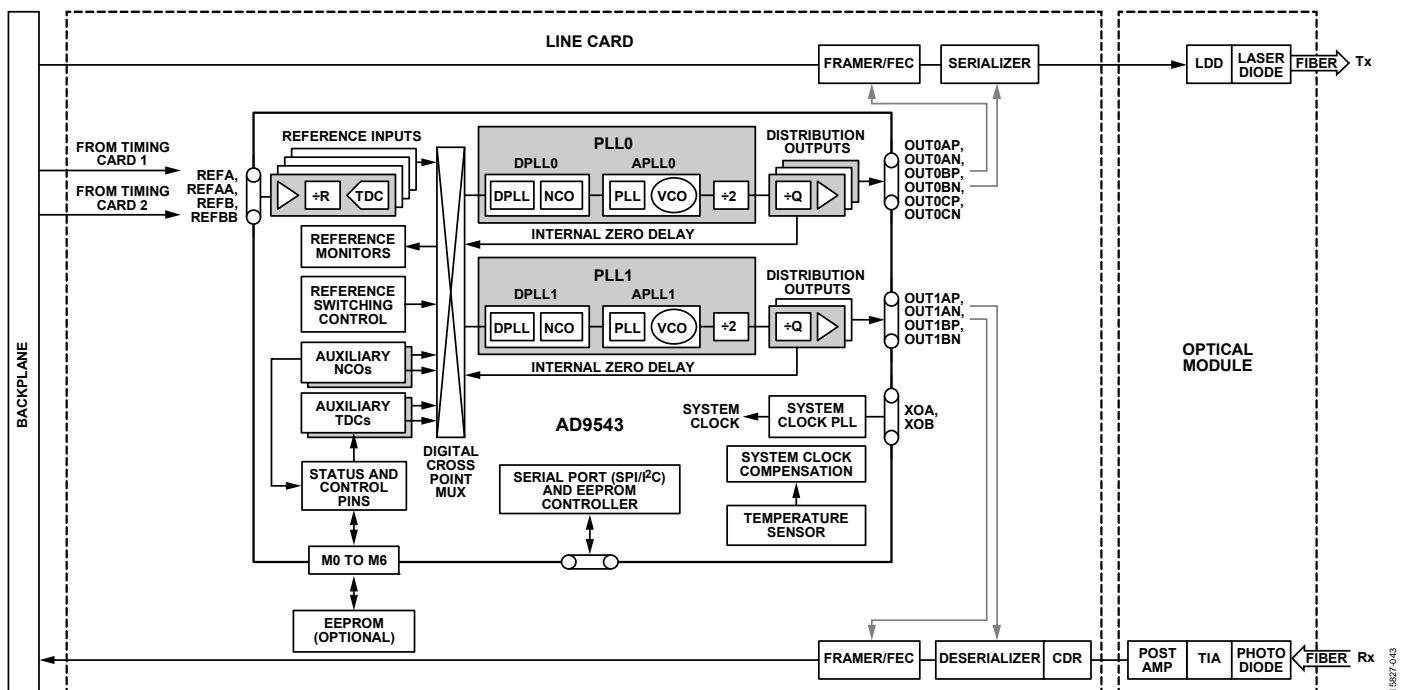 LINE CARD
FRAMER/FEC
SERIALIZER
LDD
LASER
DIODE
FIBER
Tx
BACKPLANE
FROM TIMING
CARD 1
FROM TIMING
CARD 2
REFA,
REFAA,
REFB,
REFBB
REFERENCE INPUTS
÷R
TDC
PLL0
DPLL0
APLL0
DPLL
NCO
PLL
VCO
÷2
DISTRIBUTION
OUTPUTS
÷Q
OUT0AP,
OUT0AN,
OUT0BP,
OUT0BN,
OUT0CP,
OUT0CN
INTERNAL ZERO DELAY
REFERENCE
MONITORS
REFERENCE
SWITCHING
CONTROL
PLL1
DPLL1
APLL1
DPLL
NCO
PLL
VCO
÷2
DISTRIBUTION
OUTPUTS
÷Q
OUT1AP,
OUT1AN,
OUT1BP,
OUT1BN
INTERNAL ZERO DELAY
OPTICAL
MODULE
AUXILIARY
NCOs
AUXILIARY
TDCs
STATUS AND
CONTROL
PINS
DIGITAL
CROSS
POINT
MUX
AD9543
SYSTEM
CLOCK
SYSTEM
CLOCK PLL
XOA,
XOB
SYSTEM CLOCK
COMPENSATION
TEMPERATURE
SENSOR
SERIAL PORT (SPI/I²C)
AND EEPROM
CONTROLLER
M0 TO M6
EEPROM
(OPTIONAL)
FRAMER/FEC
DESERIALIZER
CDR
POST
AMP
TIA
PHOTO
DIODE
FIBER
Rx
15827-043